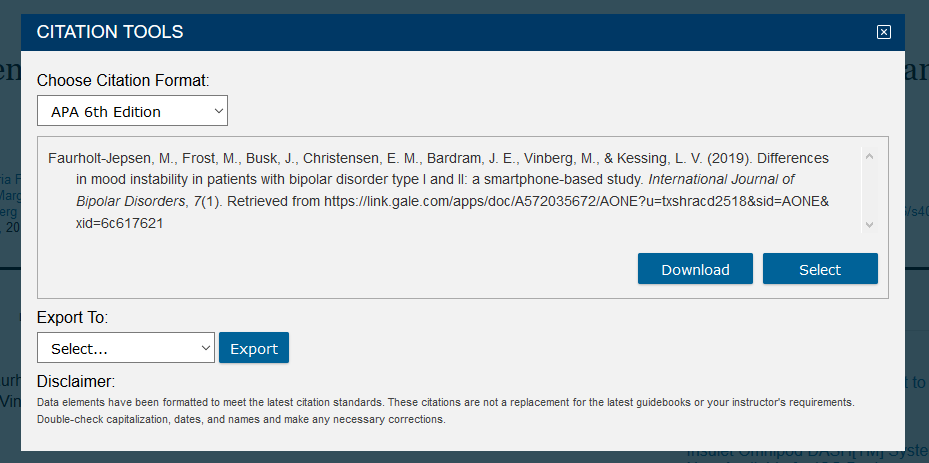 CITATION TOOLS
Choose Citation Format:
APA 6th Edition
Faurholt-Jepsen, M., Frost, M., Busk, J., Christensen, E. M., Bardram, J. E., Vinberg, M., & Kessing, L. V. (2019). Differences
in mood instability in patients with bipolar disorder type I and II: a smartphone-based study. International Journal of
Bipolar Disorders, 7(1). Retrieved from https://link.gale.com/apps/doc/A572035672/AONE?u=txshracd2518&sid=AONE&
xid=6c617621
Download Select
Export To:
Select... Export
Disclaimer:
Data elements have been formatted to meet the latest citation standards. These citations are not a replacement for the latest guidebooks or your instructor's requirements.
Double-check capitalization, dates, and names and make any necessary corrections.